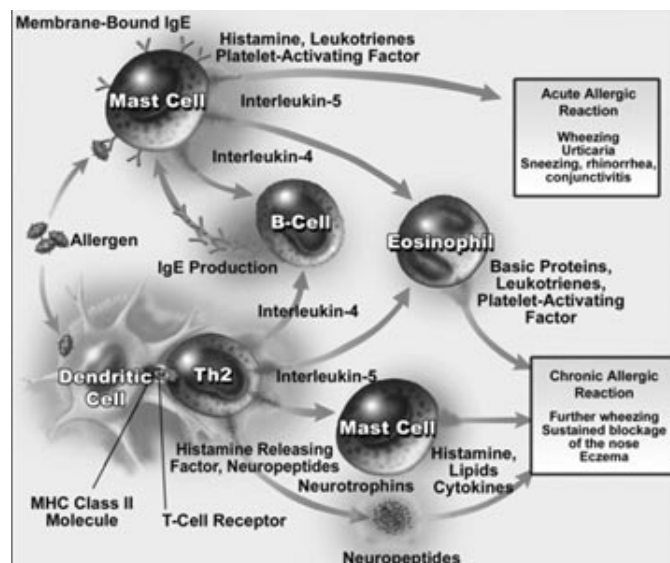 Membrane-Bound IgE
Histamine, Leukotrienes
Platelet-Activating Factor
Mast Cell
Interleukin-5
Acute Allergic
Reaction
Wheezing
Urticaria
Sneezing, rhinorrhea,
conjunctivitis
Interleukin-4
B-Cell
Allergen
IgE Production
Eosinophil
Basic Proteins,
Leukotrienes,
Platelet-Activating
Factor
Interleukin-4
Dendritic
Cell
Th2
Interleukin-5
Chronic Allergic
Reaction
Further wheezing
Sustained blockage
of the nose
Eczema
Mast Cell
Histamine Releasing
Factor, Neuropeptides
Histamine,
Lipids
Cytokines
Neurotrophins
MHC Class II
Molecule
T-Cell Receptor
Neuropeptides